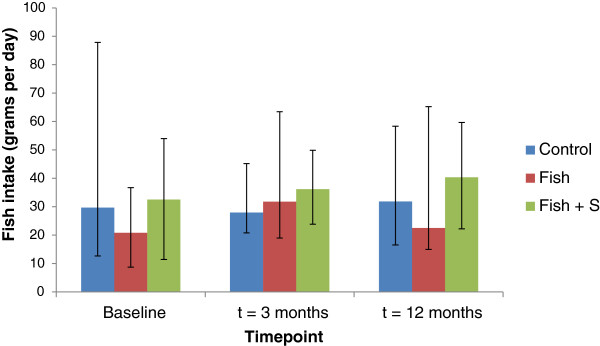 Fish intake (grams per day)
100
90
80
70
60
50
40
30
20
10
0
Baseline
t = 3 months
t = 12 months
Timepoint
Control
Fish
Fish + S